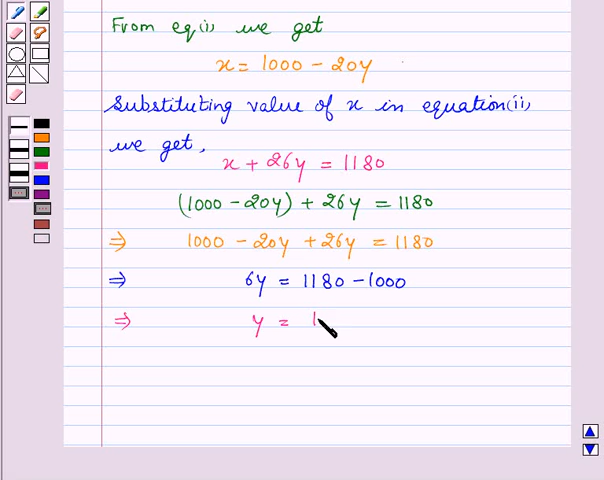 From eq(i) we get
x = 1000 - 20y
Substituting value of x in equation(ii)
we get,
x + 26y = 1180
(1000 - 20y) + 26y = 1180
⇒ 1000 - 20y + 26y = 1180
⇒ 6y = 1180 - 1000
⇒ y = 1